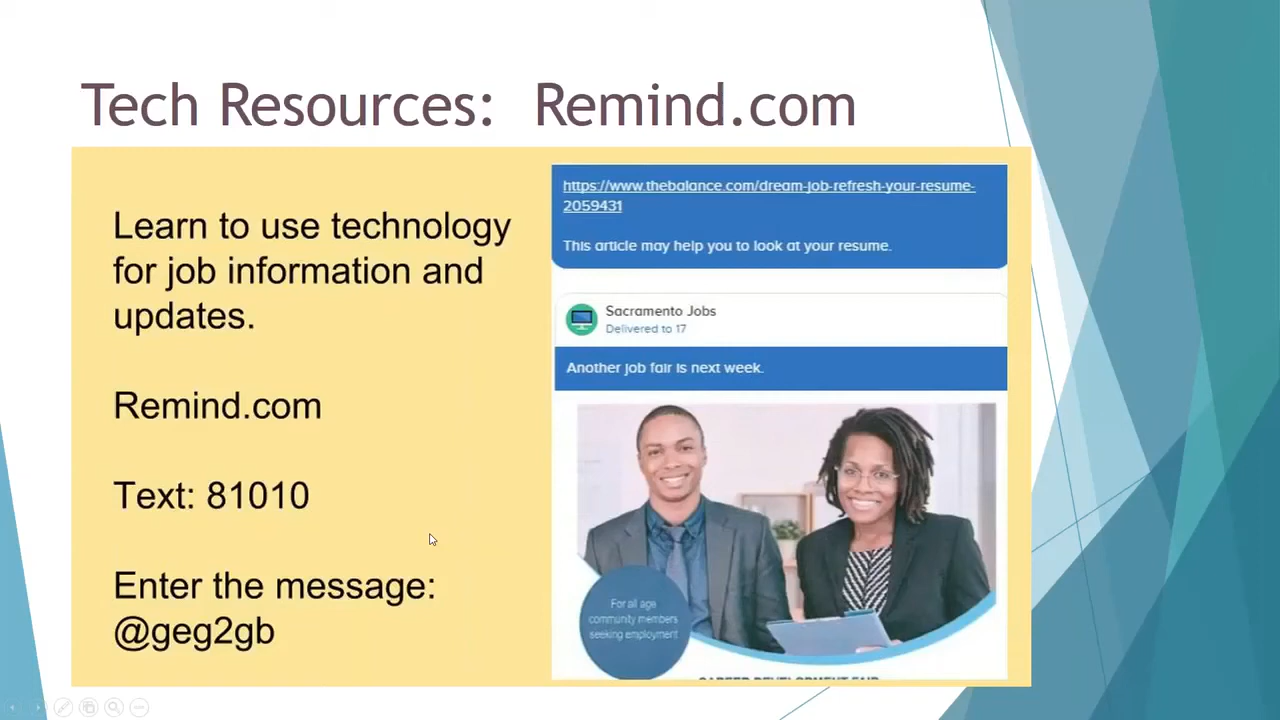 Tech Resources: Remind.com
Learn to use technology
for job information and
updates.
Remind.com
Text: 81010
Enter the message:
@geg2gb
https://www.thebalance.com/dream-job-refresh-your-resume-
2059431
This article may help you to look at your resume.
Sacramento Jobs
Delivered to 17
Another job fair is next week.
For all age
community members
seeking employment
CAREER DEVELOPMENT FAIR